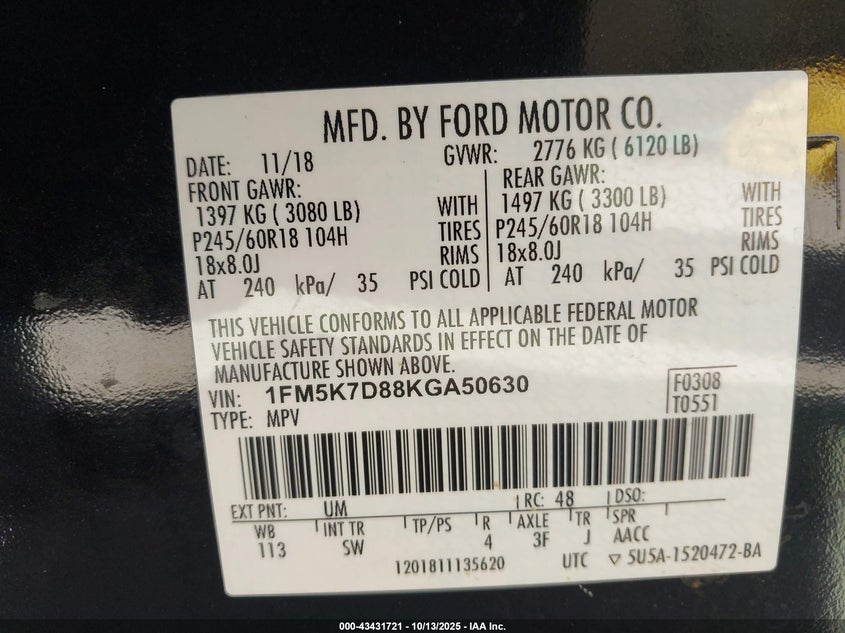 MFD. BY FORD MOTOR CO.
DATE: 11/18 GVWR: 2776 KG ( 6120 LB)
FRONT GAWR: REAR GAWR:
1397 KG ( 3080 LB) WITH 1497 KG ( 3300 LB) WITH
P245/60R18 104H TIRES P245/60R18 104H TIRES
18x8.0J RIMS 18x8.0J RIMS
AT 240 kPa/ 35 PSI COLD AT 240 kPa/ 35 PSI COLD
THIS VEHICLE CONFORMS TO ALL APPLICABLE FEDERAL MOTOR
VEHICLE SAFETY STANDARDS IN EFFECT ON THE DATE OF
MANUFACTURE SHOWN ABOVE.
VIN: 1FM5K7D88KGA50630 F0308
TYPE: MPV T0551
EXT PNT: UM RC: 48 DSO:
WB INT TR TP/PS R AXLE TR SPR
113 SW 4 3F J AACC
1201811135620 UTC ▽ 5U5A-1520472-BA
000-43431721 - 10/13/2025 - IAA Inc.